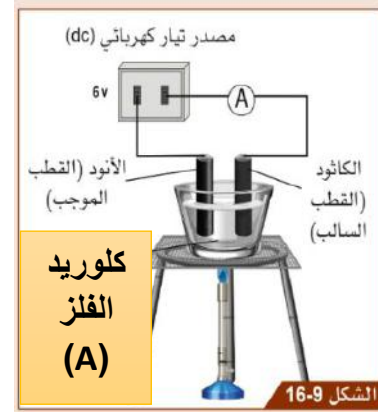 مصدر تيار كهربائي (dc)
6v
A
الأنود (القطب
الموجب)
الكاثود
(القطب
السالب)
كلوريد
الفلز
(A)
الشكل 9-16